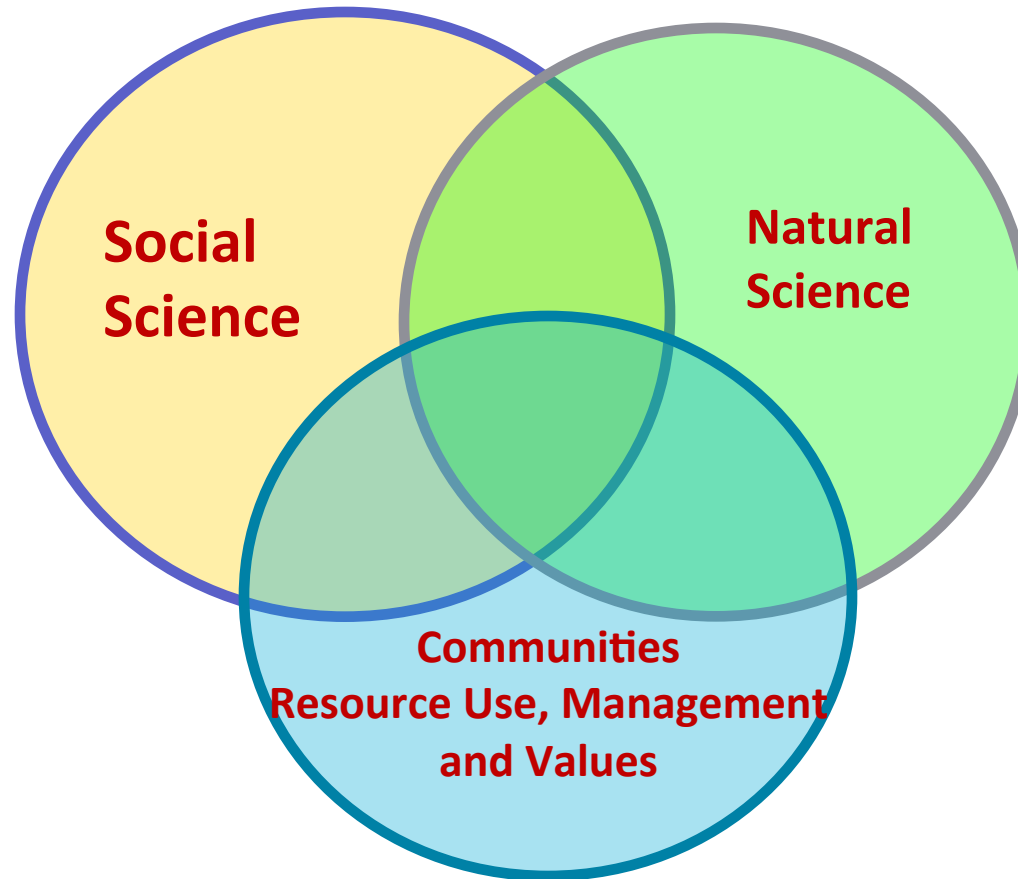 Social
Science
Natural
Science
Communities
Resource Use, Management
and Values